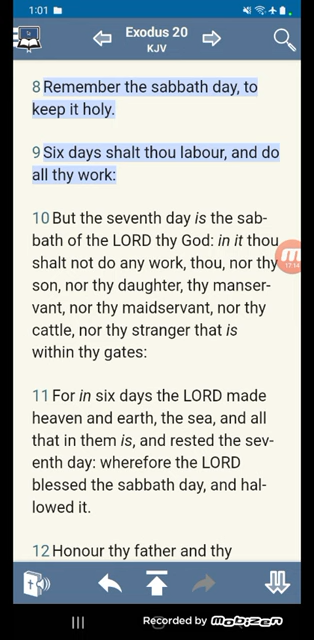 1:01
Exodus 20
KJV
8 Remember the sabbath day, to
keep it holy.
9 Six days shalt thou labour, and do
all thy work:
10 But the seventh day is the sab-
bath of the LORD thy God: in it thou
shalt not do any work, thou, nor thy
son, nor thy daughter, thy manser-
vant, nor thy maidservant, nor thy
cattle, nor thy stranger that is
within thy gates:
17:14
11 For in six days the LORD made
heaven and earth, the sea, and all
that in them is, and rested the sev-
enth day: wherefore the LORD
blessed the sabbath day, and hal-
lowed it.
12 Honour thy father and thy
Recorded by mobizen